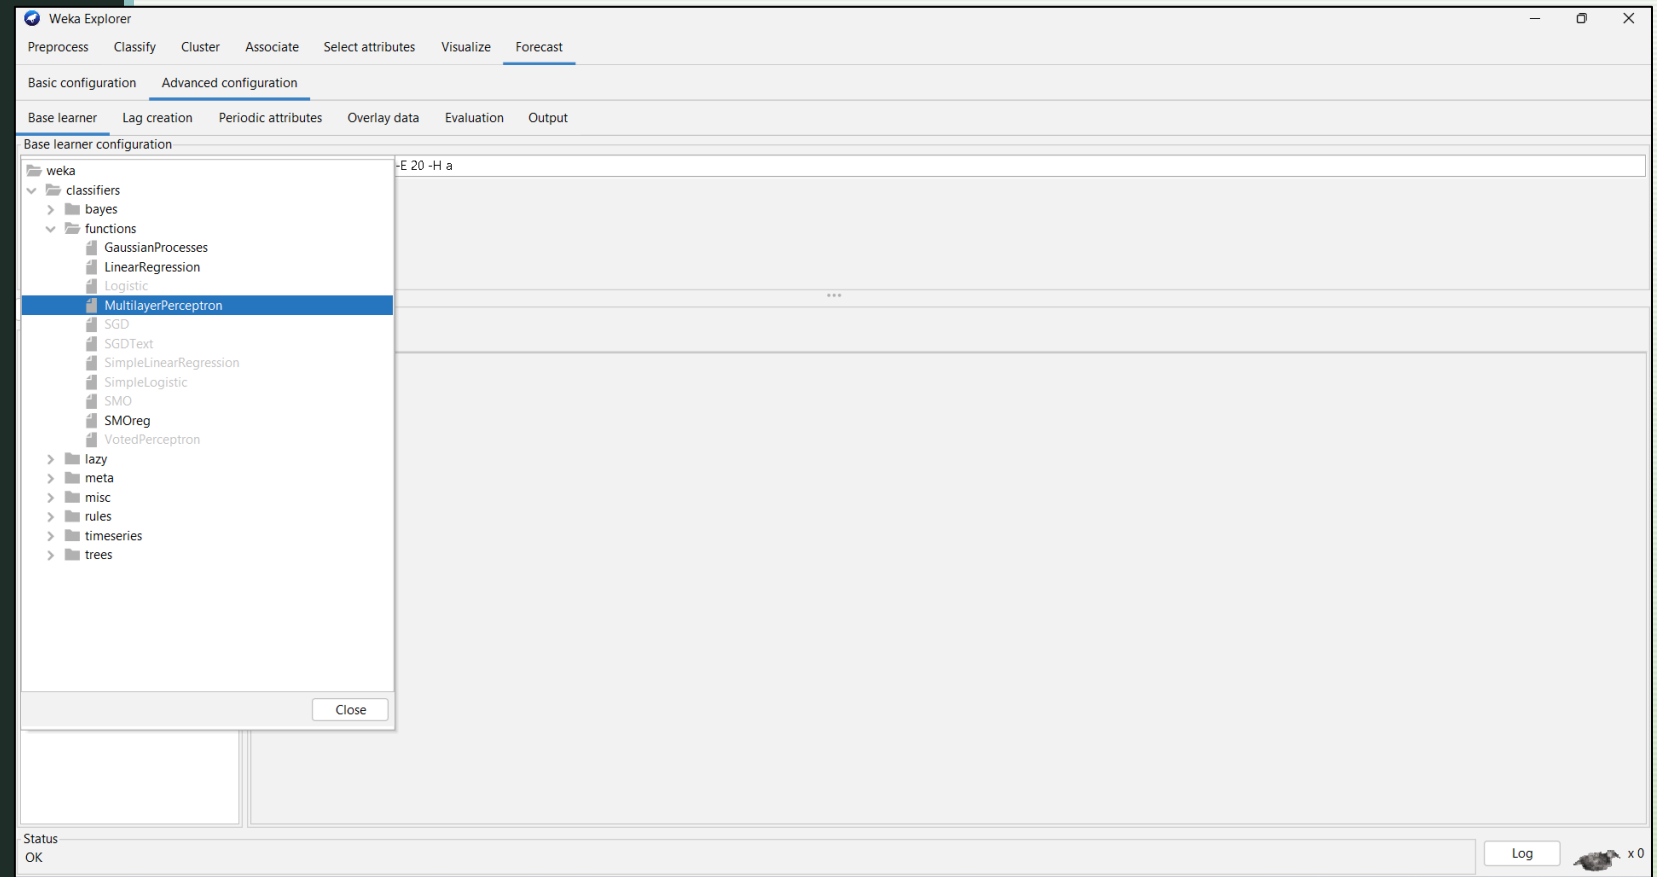 Weka Explorer
Preprocess Classify Cluster Associate Select attributes Visualize Forecast
Basic configuration Advanced configuration
Base learner Lag creation Periodic attributes Overlay data Evaluation Output
Base learner configuration
-E 20 -H a
weka
classifiers
bayes
functions
GaussianProcesses
LinearRegression
Logistic
MultilayerPerceptron
SGD
SGDText
SimpleLinearRegression
SimpleLogistic
SMO
SMOreg
VotedPerceptron
lazy
meta
misc
rules
timeseries
trees
Close
Status
OK
Log x 0